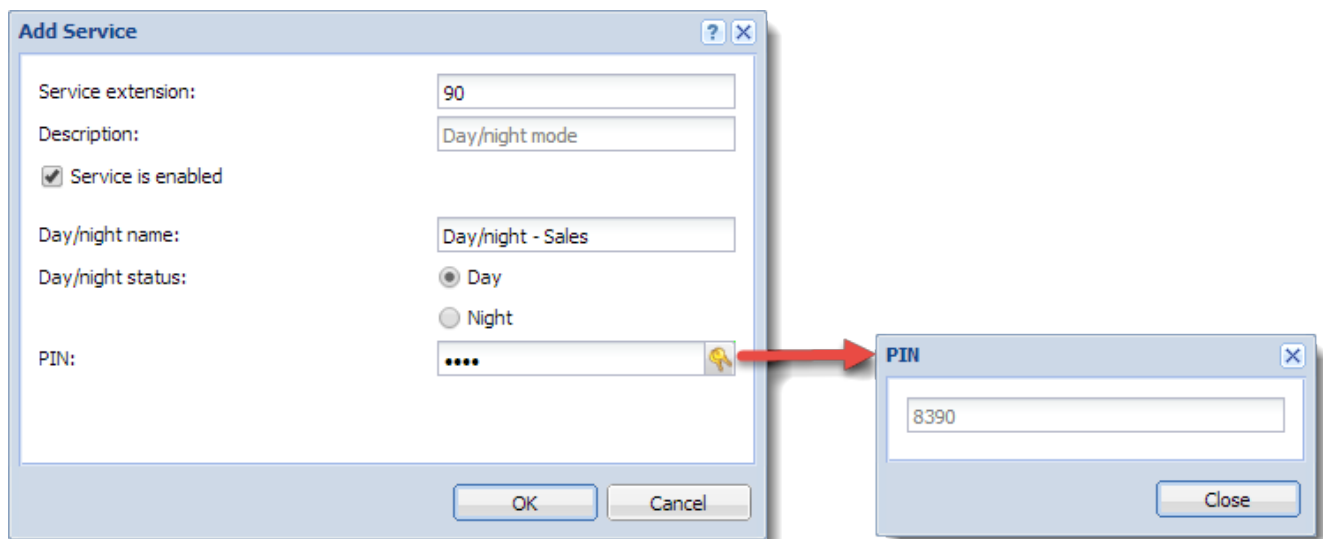 Add Service
?
Service extension: 90
Description: Day/night mode
Service is enabled
Day/night name: Day/night - Sales
Day/night status: Day
Night
PIN: ••••
OK Cancel
PIN
8390
Close